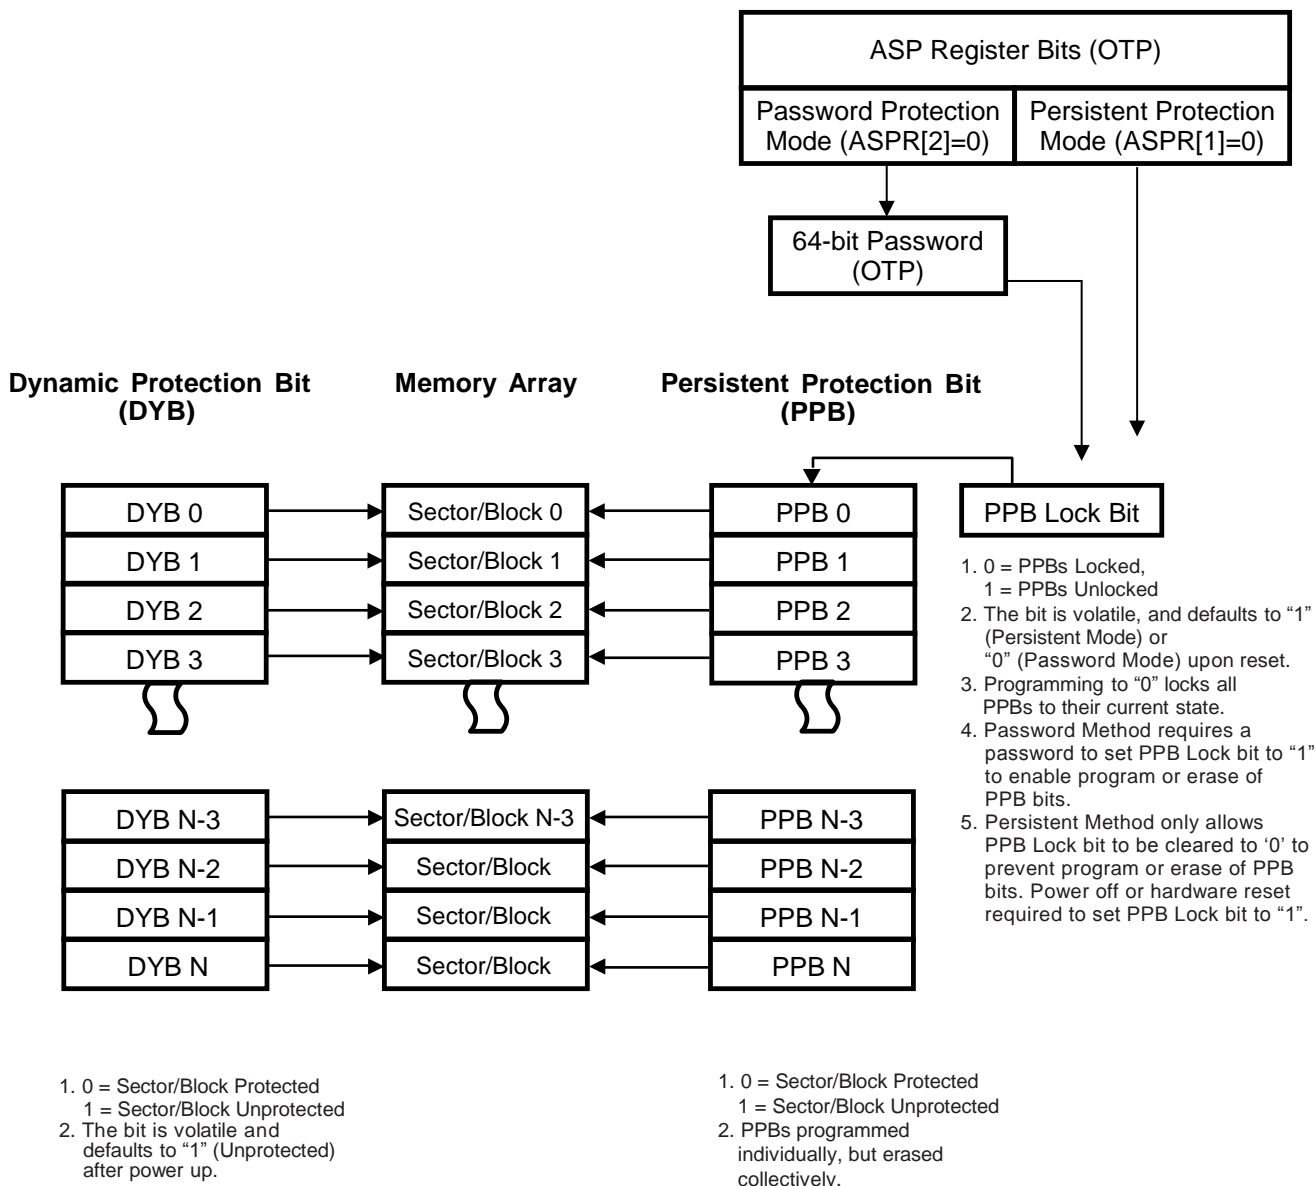 ASP Register Bits (OTP)
Password Protection
Mode (ASPR[2]=0)
Persistent Protection
Mode (ASPR[1]=0)
64-bit Password
(OTP)
Dynamic Protection Bit
(DYB)
Memory Array
Persistent Protection Bit
(PPB)
DYB 0
Sector/Block 0
PPB 0
DYB 1
Sector/Block 1
PPB 1
DYB 2
Sector/Block 2
PPB 2
DYB 3
Sector/Block 3
PPB 3
PPB Lock Bit
1. 0 = PPBs Locked,
1 = PPBs Unlocked
2. The bit is volatile, and defaults to “1”
(Persistent Mode) or
“0” (Password Mode) upon reset.
3. Programming to “0” locks all
PPBs to their current state.
4. Password Method requires a
password to set PPB Lock bit to “1”
to enable program or erase of
PPB bits.
5. Persistent Method only allows
PPB Lock bit to be cleared to ‘0’ to
prevent program or erase of PPB
bits. Power off or hardware reset
required to set PPB Lock bit to “1”.
DYB N-3
Sector/Block N-3
PPB N-3
DYB N-2
Sector/Block
PPB N-2
DYB N-1
Sector/Block
PPB N-1
DYB N
Sector/Block
PPB N
1. 0 = Sector/Block Protected
1 = Sector/Block Unprotected
2. The bit is volatile and
defaults to “1” (Unprotected)
after power up.
1. 0 = Sector/Block Protected
1 = Sector/Block Unprotected
2. PPBs programmed
individually, but erased
collectively.